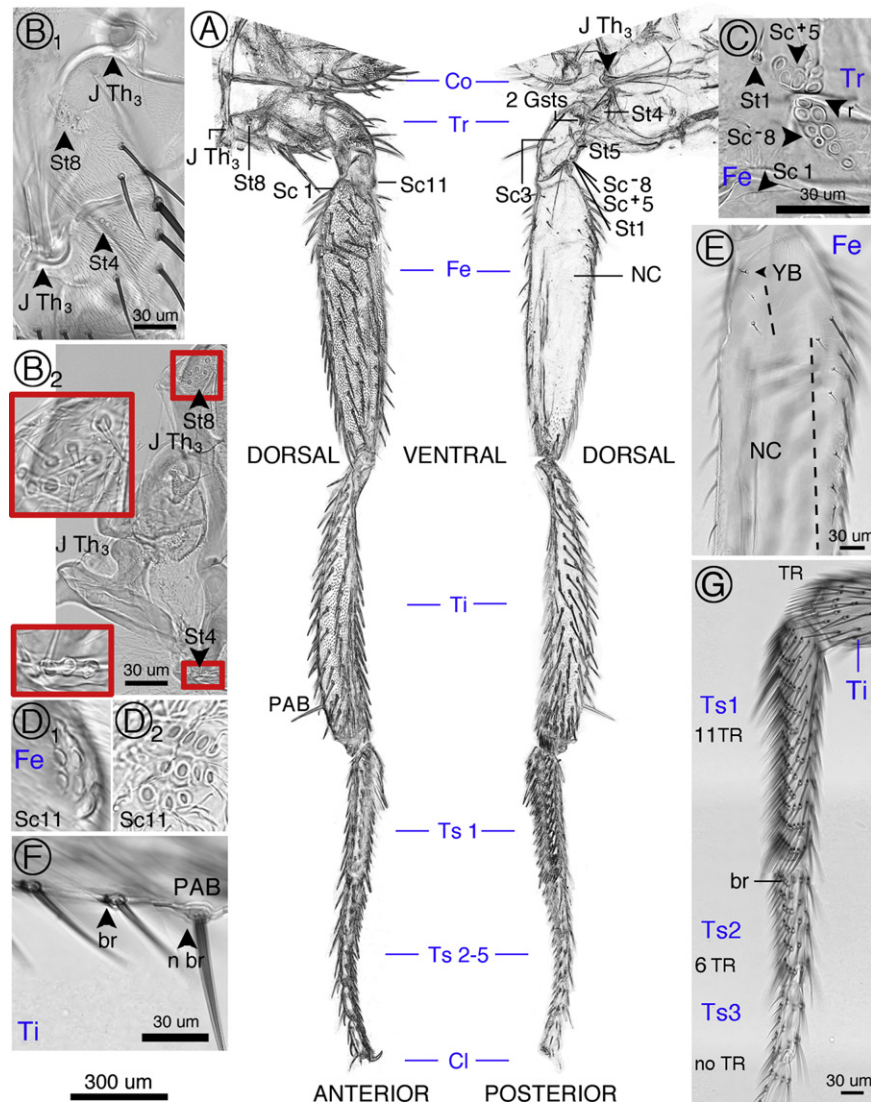 B1
J Th3
St8
St4
J Th3
30 um
A
J Th3
Co
Tr
2 Gsts
St4
J Th3
St8
St5
Sc 1
Sc11
Sc3
Sc-8
Sc+5
St1
Fe
NC
C
Sc+5
St1
Tr
r
Sc-8
Sc 1
Fe
30 um
B2
St8
J Th3
J Th3
St4
30 um
DORSAL VENTRAL DORSAL
E
Fe
YB
NC
30 um
Ti
PAB
D1
Fe
Sc11
D2
Sc11
Ts 1
F
PAB
br
n br
Ti
30 um
Ts 2-5
Cl
300 um
ANTERIOR POSTERIOR
G
TR
Ti
Ts1
11TR
br
Ts2
6 TR
Ts3
no TR
30 um